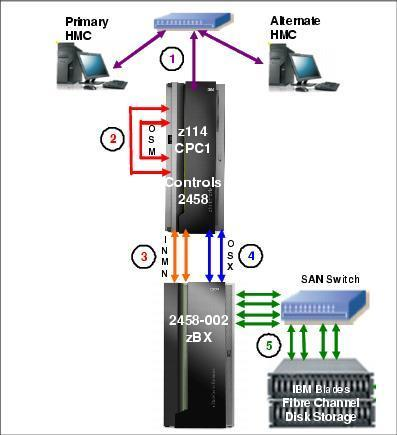 Primary
HMC
Alternate
HMC
1
OSM
2
z114
CPC1
Controls
2458
INMN
3
OSX
4
2458-002
zBX
SAN Switch
5
IBM Blades
Fibre Channel
Disk Storage